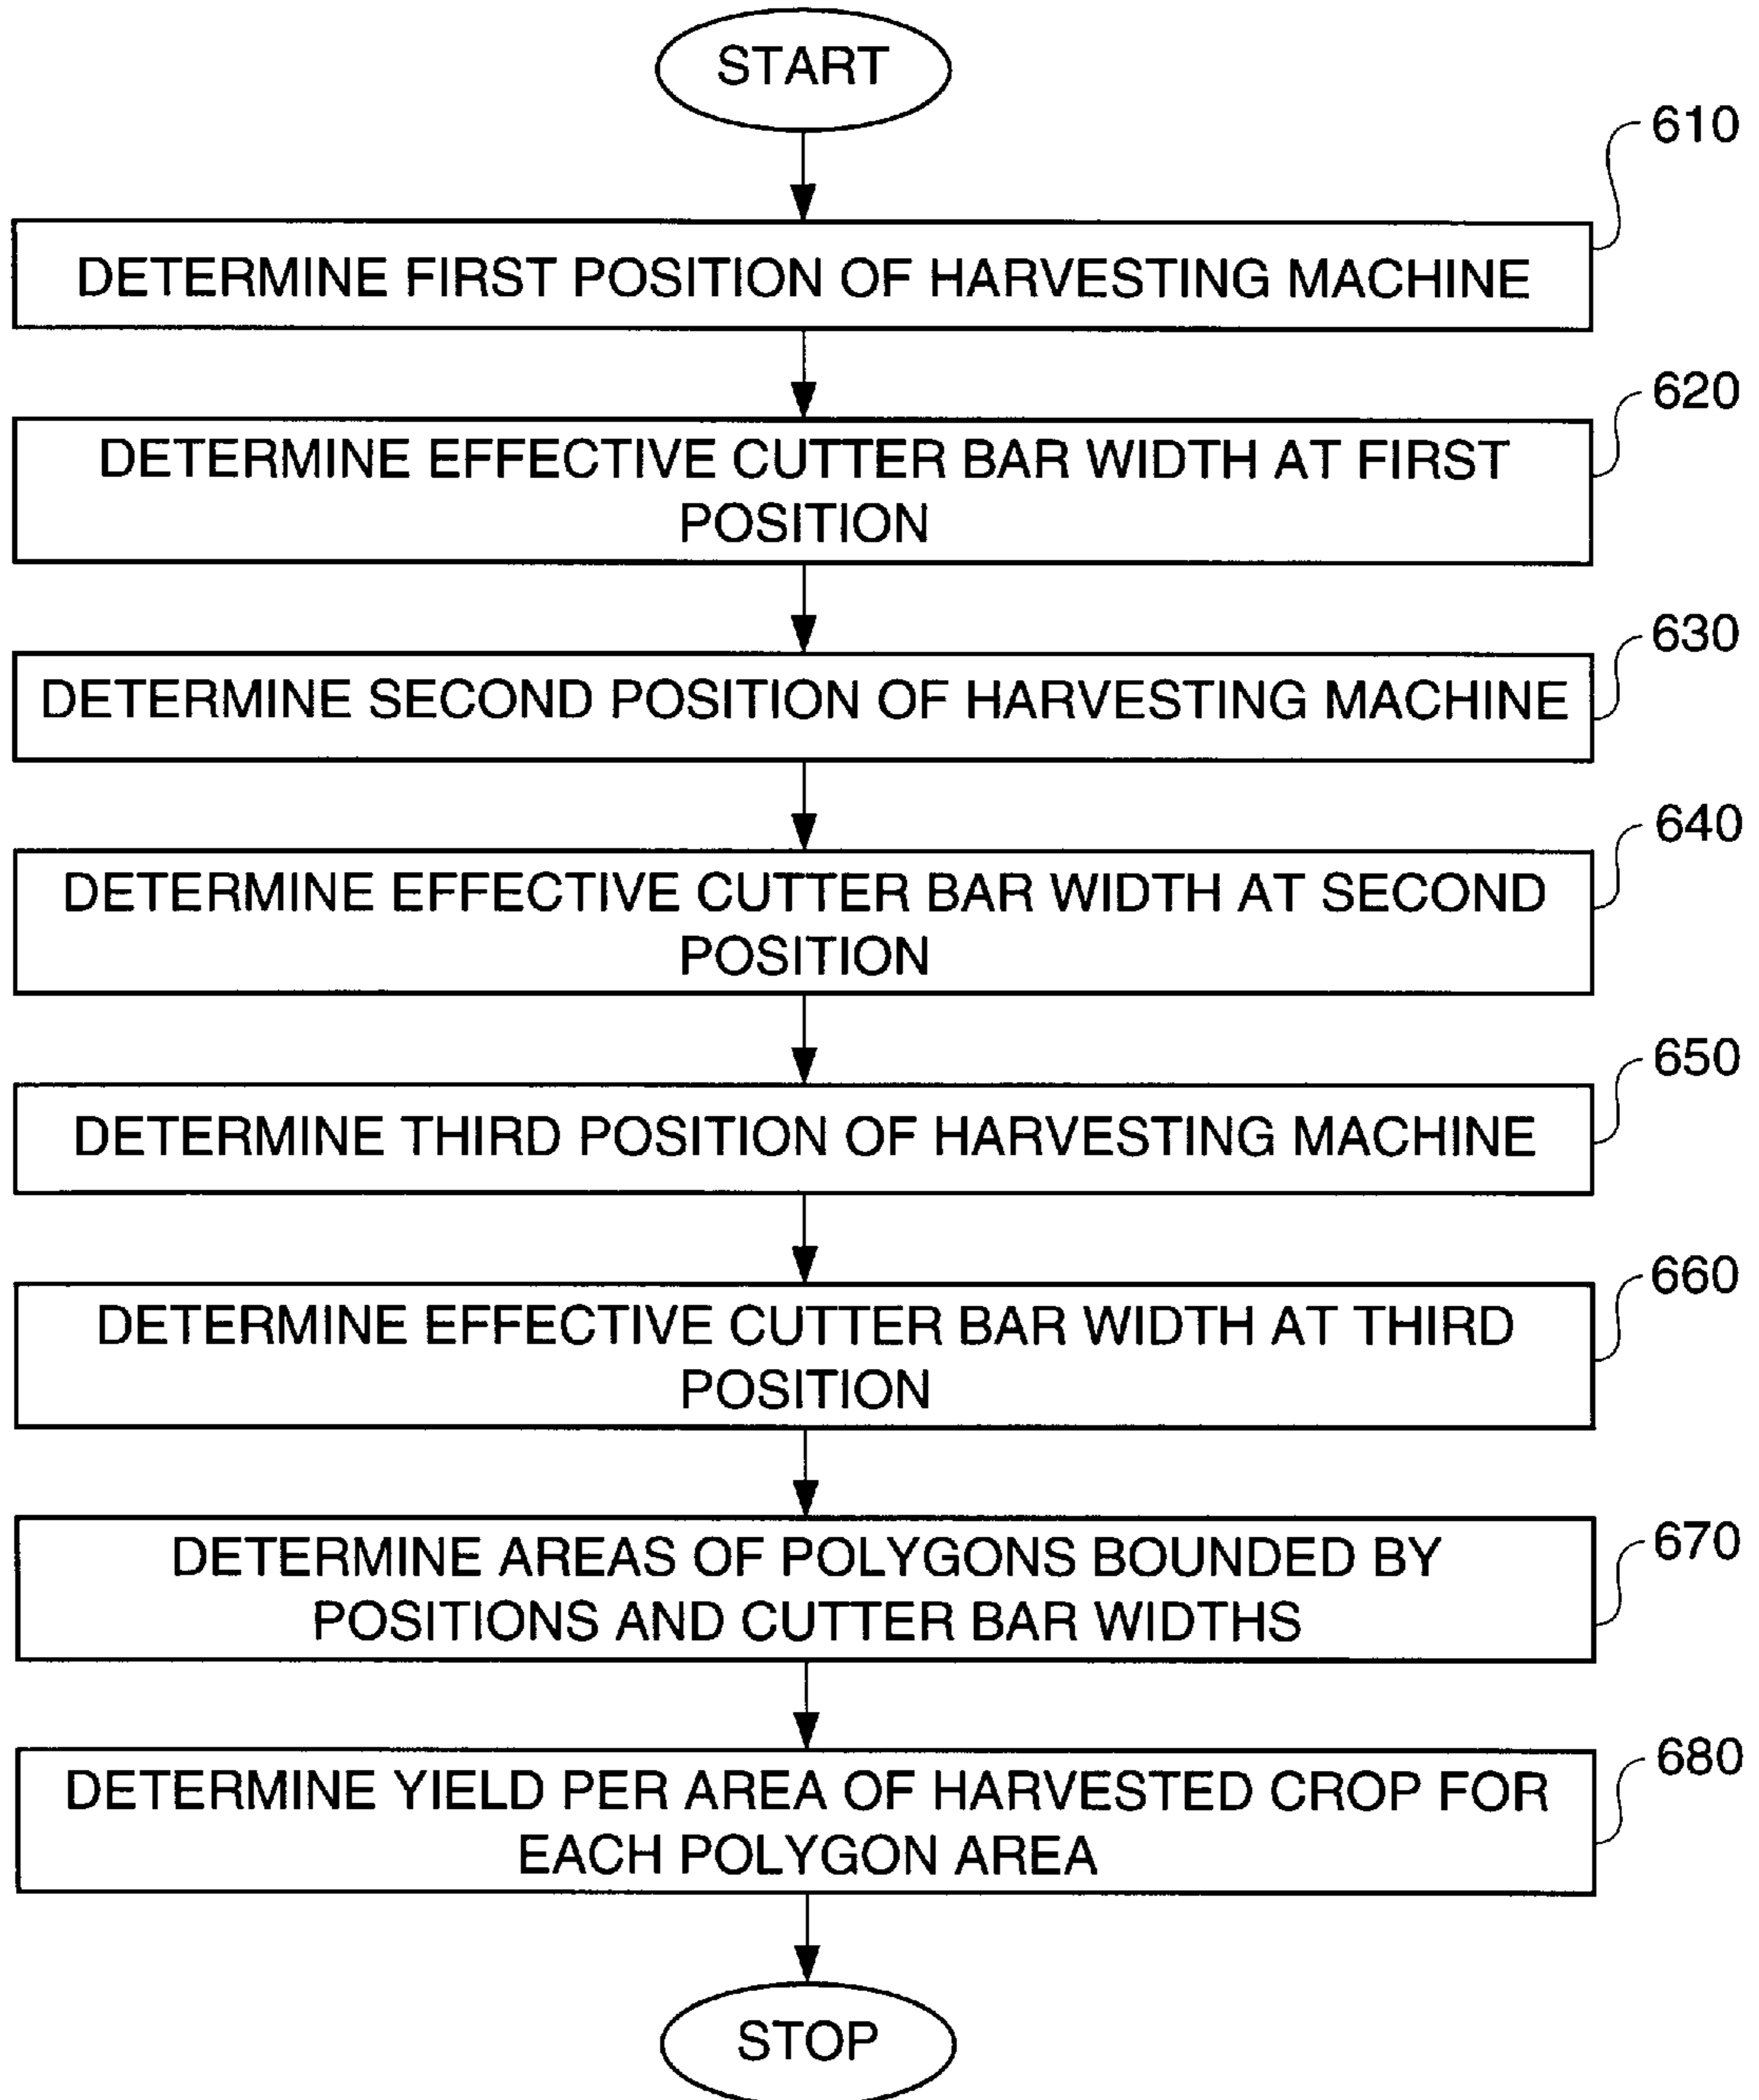 START
610
DETERMINE FIRST POSITION OF HARVESTING MACHINE
620
DETERMINE EFFECTIVE CUTTER BAR WIDTH AT FIRST
POSITION
630
DETERMINE SECOND POSITION OF HARVESTING MACHINE
640
DETERMINE EFFECTIVE CUTTER BAR WIDTH AT SECOND
POSITION
650
DETERMINE THIRD POSITION OF HARVESTING MACHINE
660
DETERMINE EFFECTIVE CUTTER BAR WIDTH AT THIRD
POSITION
670
DETERMINE AREAS OF POLYGONS BOUNDED BY
POSITIONS AND CUTTER BAR WIDTHS
680
DETERMINE YIELD PER AREA OF HARVESTED CROP FOR
EACH POLYGON AREA
STOP